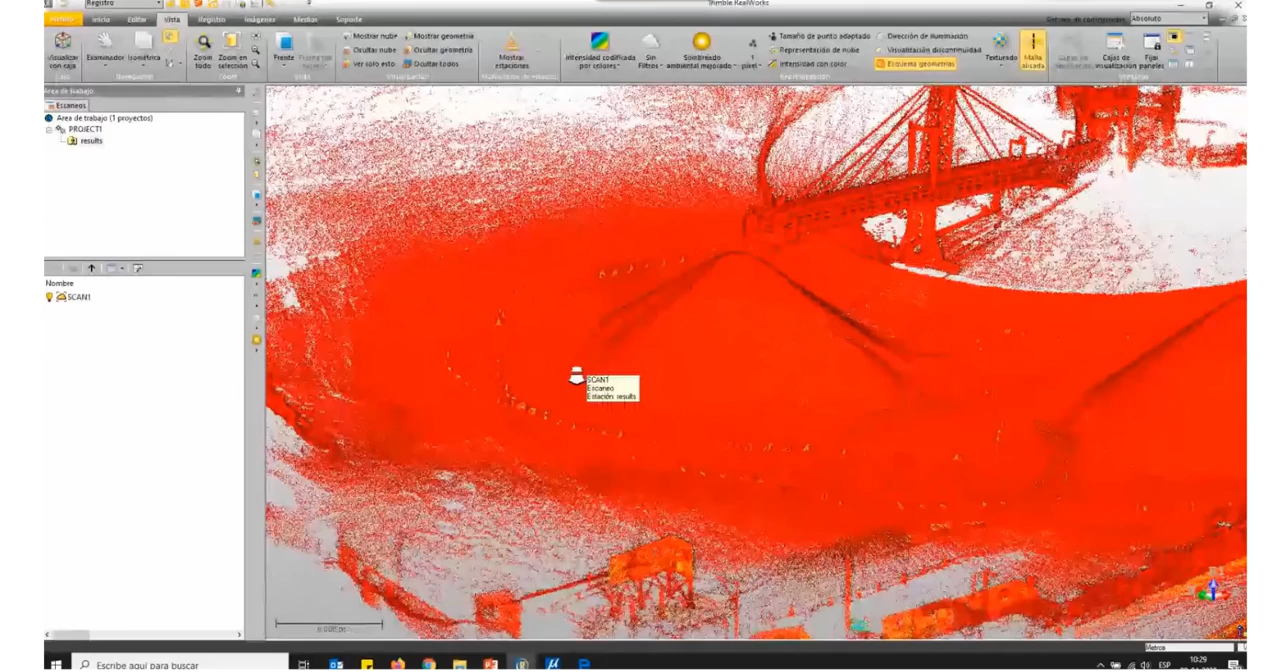 Registro
Trimble RealWorks
Inicio Editar Vista Registro Imágenes Medias Soporte
Absoluto
Mostrar nube Mostrar geometría
Ocultar nube Ocultar geometría
Ver solo esto Ocultar todos
Tamaño de punto adaptado Dirección de iluminación
Representación de nube Visualización discontinuidad
Intensidad con color Esquema geometrías
Visualizar con caja
Examinador Isométrica
Zoom todo
Zoom en selección
Frente
Mostrar estaciones
Intensidad codificada por colores
Sin Filtros
Sombreado ambiental mejorado
1 pixel
Texturado
Malla alisada
Cajas de visualización
Fijar paneles
Área de trabajo
Escaneos
Área de trabajo (1 proyectos)
PROJECT1
results
Nombre
SCAN1
SCAN1
Escaneo
Estación results
Metros
Escribe aquí para buscar
ESP
10:29